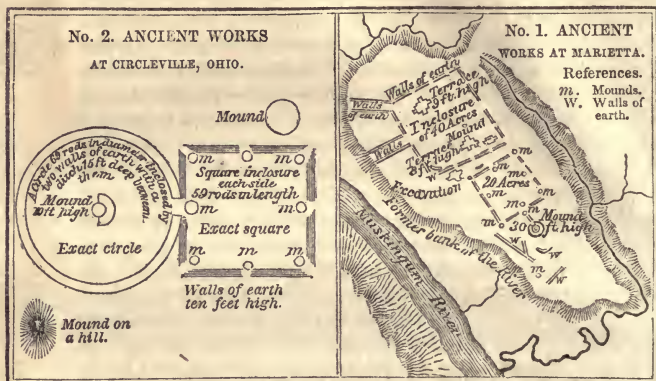 No. 2. ANCIENT WORKS
AT CIRCLEVILLE, OHIO.
Mound
A Circle 69 rods in diameter inclosed by
two walls of earth with a
ditch 15 ft deep between
them
Mound
10 ft high
Exact circle
m m m
Square inclosure
each side
59 rods in length
m m
Exact square
m m m
Walls of earth
ten feet high.
Mound on
a hill.
No. 1. ANCIENT
WORKS AT MARIETTA.
References.
m. Mounds.
W. Walls of
earth.
Walls of earth
Walls
of earth
Terrace
9 ft. high
Inclosure
of 40 Acres
Walls
Mound
Terrace
8 ft high
w
Excavation
m
m
20 Acres
m
m
m
m
Mound
30 ft high
w
w
w
m
Former bank of the River
Muskingum River